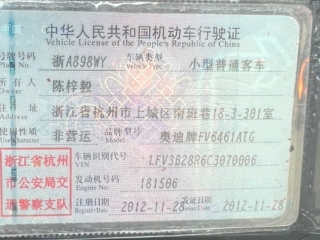 中华人民共和国机动车行驶证
Vehicle License of the People's Republic of China
浙A898WY 车辆类型 Vehicle Type 小型普通客车
所有人 陈梓毅
浙江省杭州市上城区南班巷18-3-301室
使用性质 非营运 品牌型号 奥迪牌FV6461ATG
浙江省杭州市公安局交通警察支队
车辆识别代号 VIN LFV3B28R6C3070006
发动机号码 Engine No. 181506
注册日期 2012-11-28 发证日期 2012-11-28